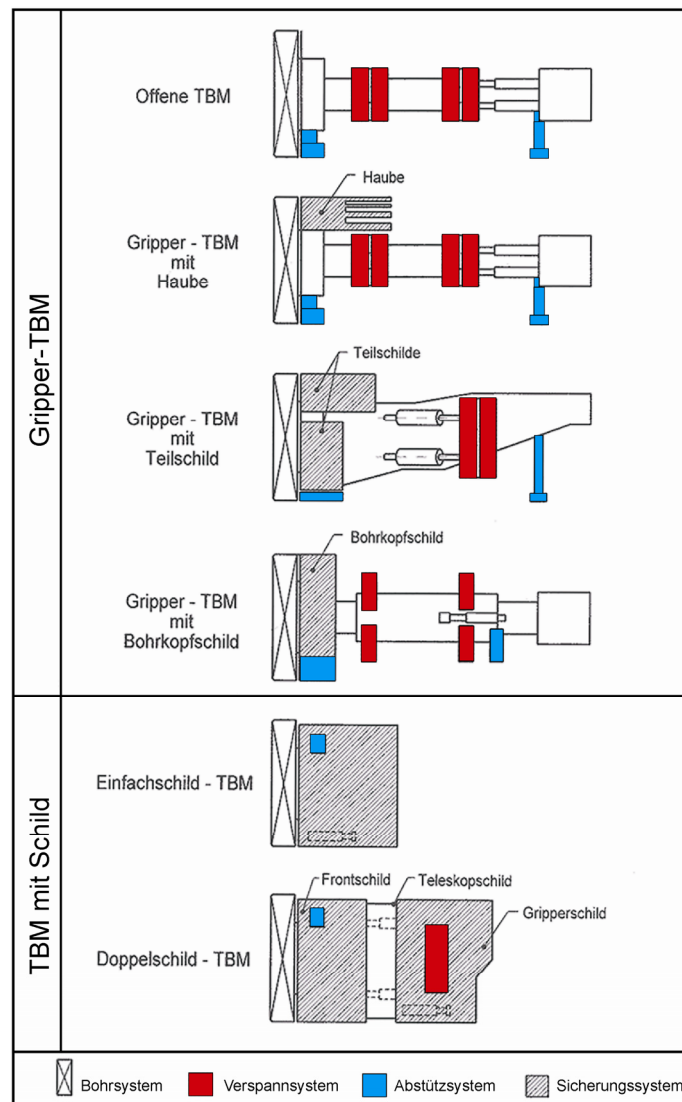 Gripper-TBM
Offene TBM
Haube
Gripper - TBM
mit
Haube
Teilschilde
Gripper - TBM
mit
Teilschild
Bohrkopfschild
Gripper - TBM
mit
Bohrkopfschild
TBM mit Schild
Einfachschild - TBM
Frontschild
Teleskopschild
Gripperschild
Doppelschild - TBM
Bohrsystem
Verspannsystem
Abstützsystem
Sicherungssystem